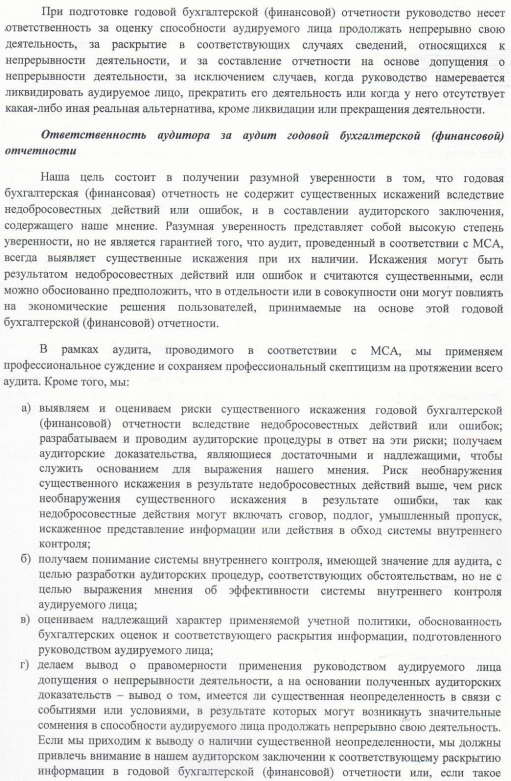 При подготовке годовой бухгалтерской (финансовой) отчетности руководство несет
ответственность за оценку способности аудируемого лица продолжать непрерывно свою
деятельность, за раскрытие в соответствующих случаях сведений, относящихся к
непрерывности деятельности, и за составление отчетности на основе допущения о
непрерывности деятельности, за исключением случаев, когда руководство намеревается
ликвидировать аудируемое лицо, прекратить его деятельность или когда у него отсутствует
какая-либо иная реальная альтернатива, кроме ликвидации или прекращения деятельности.
Ответственность аудитора за аудит годовой бухгалтерской (финансовой)
отчетности
Наша цель состоит в получении разумной уверенности в том, что годовая
бухгалтерская (финансовая) отчетность не содержит существенных искажений вследствие
недобросовестных действий или ошибок, и в составлении аудиторского заключения,
содержащего наше мнение. Разумная уверенность представляет собой высокую степень
уверенности, но не является гарантией того, что аудит, проведенный в соответствии с МСА,
всегда выявляет существенные искажения при их наличии. Искажения могут быть
результатом недобросовестных действий или ошибок и считаются существенными, если
можно обоснованно предположить, что в отдельности или в совокупности они могут повлиять
на экономические решения пользователей, принимаемые на основе этой годовой
бухгалтерской (финансовой) отчетности.
В рамках аудита, проводимого в соответствии с МСА, мы применяем
профессиональное суждение и сохраняем профессиональный скептицизм на протяжении всего
аудита. Кроме того, мы:
а) выявляем и оцениваем риски существенного искажения годовой бухгалтерской
(финансовой) отчетности вследствие недобросовестных действий или ошибок;
разрабатываем и проводим аудиторские процедуры в ответ на эти риски; получаем
аудиторские доказательства, являющиеся достаточными и надлежащими, чтобы
служить основанием для выражения нашего мнения. Риск необнаружения
существенного искажения в результате недобросовестных действий выше, чем риск
необнаружения существенного искажения в результате ошибки, так как
недобросовестные действия могут включать сговор, подлог, умышленный пропуск,
искаженное представление информации или действия в обход системы внутреннего
контроля;
б) получаем понимание системы внутреннего контроля, имеющей значение для аудита, с
целью разработки аудиторских процедур, соответствующих обстоятельствам, но не с
целью выражения мнения об эффективности системы внутреннего контроля
аудируемого лица;
в) оцениваем надлежащий характер применяемой учетной политики, обоснованность
бухгалтерских оценок и соответствующего раскрытия информации, подготовленного
руководством аудируемого лица;
г) делаем вывод о правомерности применения руководством аудируемого лица
допущения о непрерывности деятельности, а на основании полученных аудиторских
доказательств – вывод о том, имеется ли существенная неопределенность в связи с
событиями или условиями, в результате которых могут возникнуть значительные
сомнения в способности аудируемого лица продолжать непрерывно свою деятельность.
Если мы приходим к выводу о наличии существенной неопределенности, мы должны
привлечь внимание в нашем аудиторском заключении к соответствующему раскрытию
информации в годовой бухгалтерской (финансовой) отчетности или, если такое